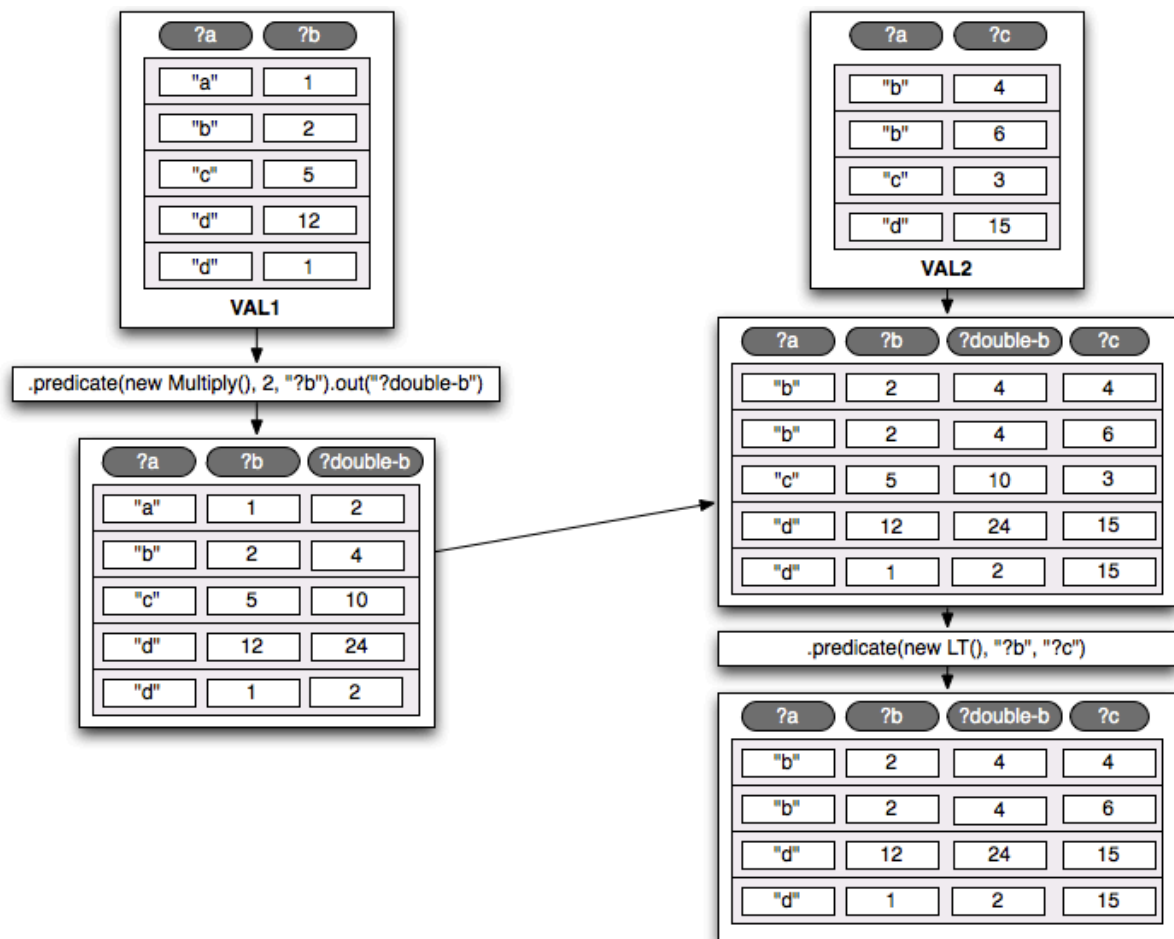 ?a ?b
"a" 1
"b" 2
"c" 5
"d" 12
"d" 1
VAL1
.predicate(new Multiply(), 2, "?b").out("?double-b")
?a ?b ?double-b
"a" 1 2
"b" 2 4
"c" 5 10
"d" 12 24
"d" 1 2
?a ?c
"b" 4
"b" 6
"c" 3
"d" 15
VAL2
?a ?b ?double-b ?c
"b" 2 4 4
"b" 2 4 6
"c" 5 10 3
"d" 12 24 15
"d" 1 2 15
.predicate(new LT(), "?b", "?c")
?a ?b ?double-b ?c
"b" 2 4 4
"b" 2 4 6
"d" 12 24 15
"d" 1 2 15